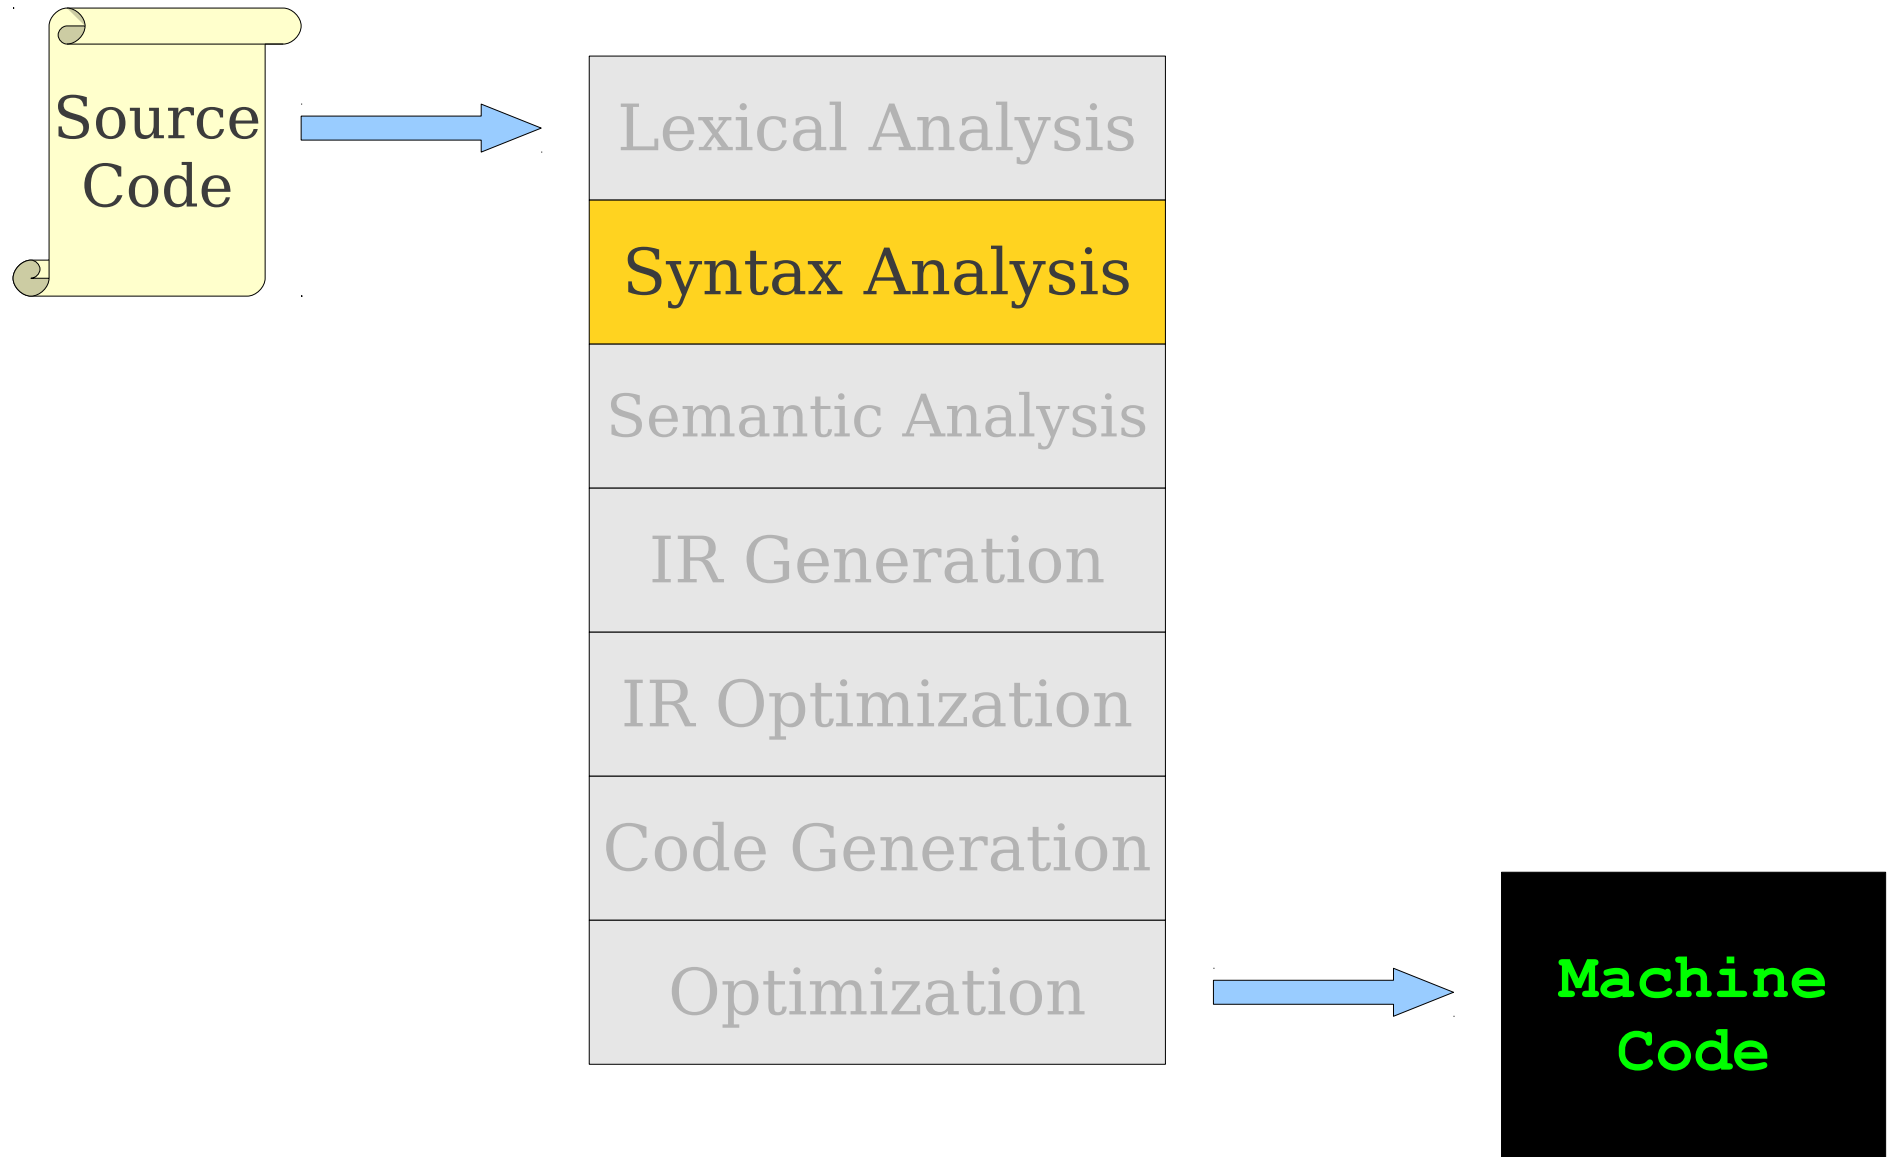 Source
Code
Lexical Analysis
Syntax Analysis
Semantic Analysis
IR Generation
IR Optimization
Code Generation
Optimization
Machine
Code